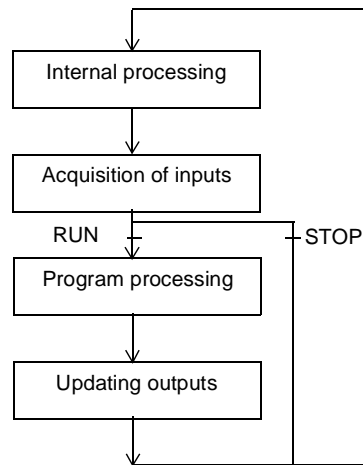 Internal processing
Acquisition of inputs
RUN
STOP
Program processing
Updating outputs